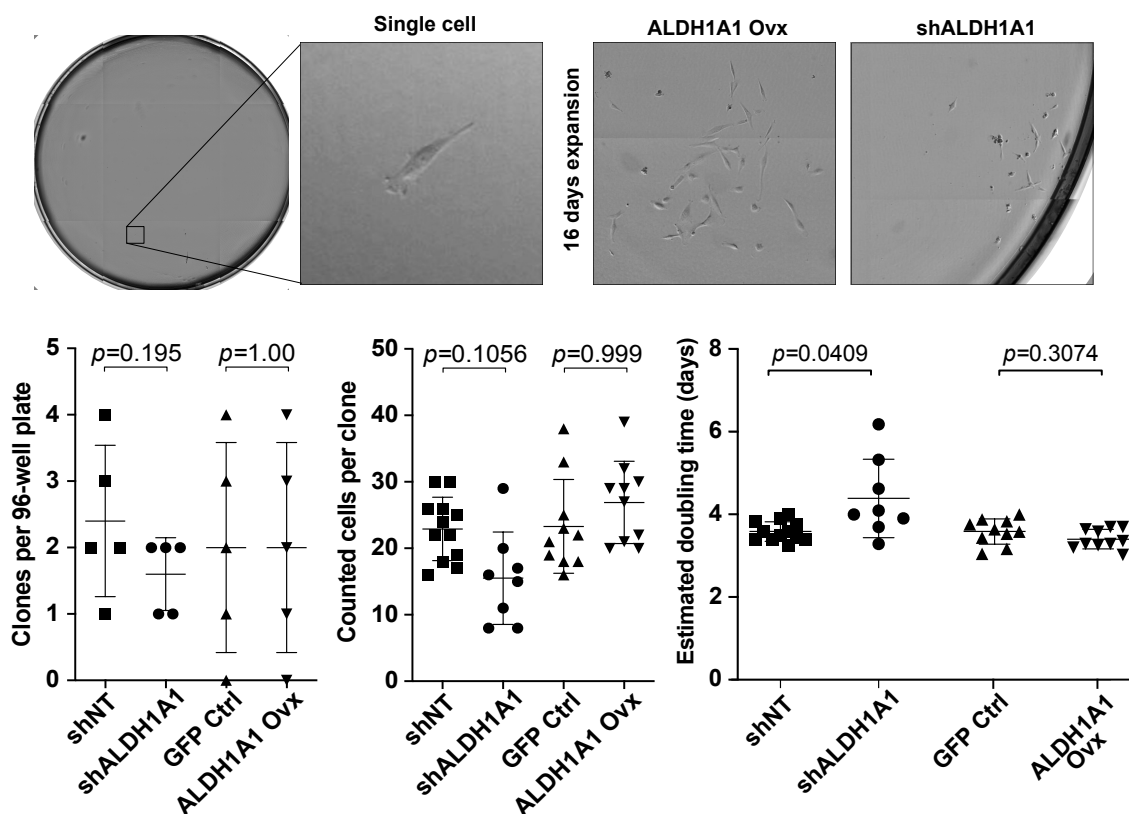 Single cell
ALDH1A1 Ovx
shALDH1A1
16 days expansion
Clones per 96-well plate
5
4
3
2
1
0
p=0.195
p=1.00
shNT
shALDH1A1
GFP Ctrl
ALDH1A1 Ovx
Counted cells per clone
50
40
30
20
10
0
p=0.1056
p=0.999
shNT
shALDH1A1
GFP Ctrl
ALDH1A1 Ovx
Estimated doubling time (days)
8
6
4
2
0
p=0.0409
p=0.3074
shNT
shALDH1A1
GFP Ctrl
ALDH1A1
Ovx